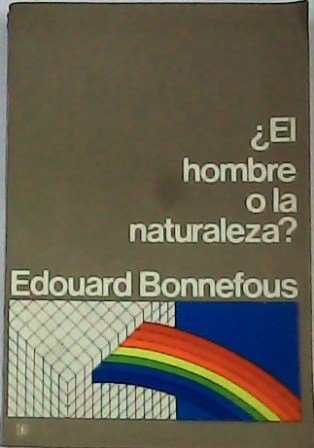 ¿El
hombre
o la
naturaleza?
Edouard Bonnefous